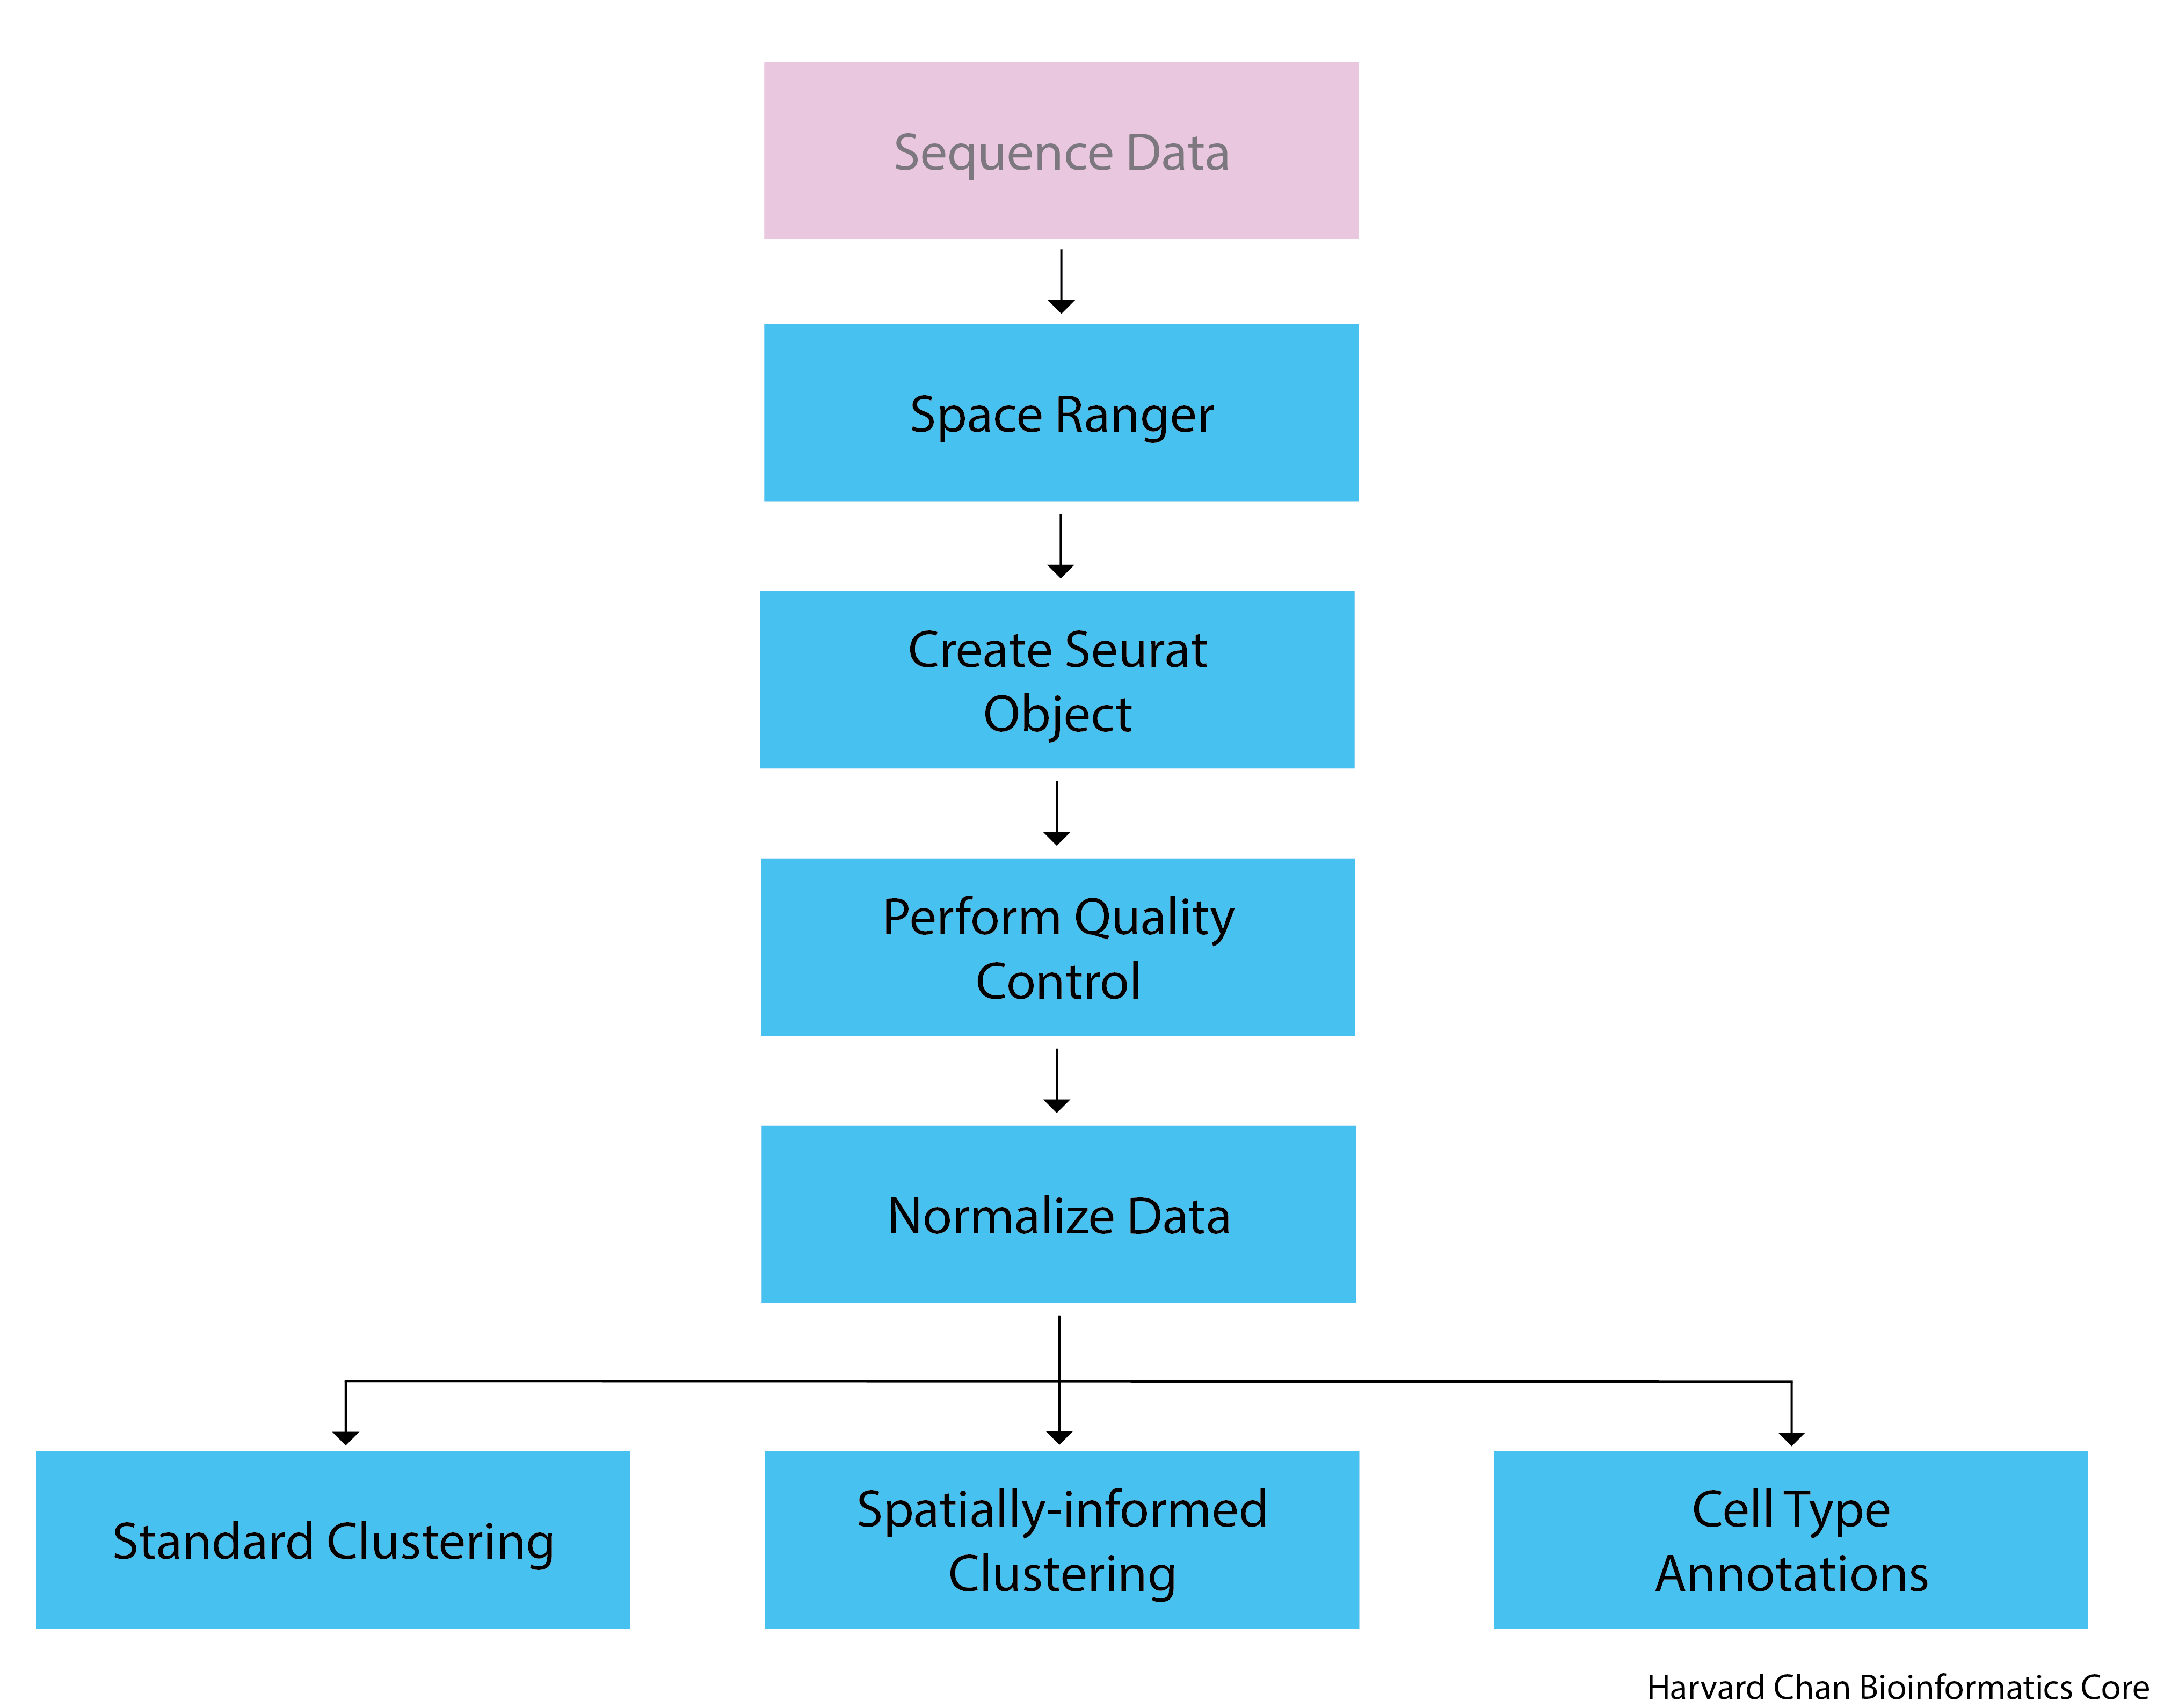 Sequence Data
Space Ranger
Create Seurat
Object
Perform Quality
Control
Normalize Data
Standard Clustering
Spatially-informed
Clustering
Cell Type
Annotations
Harvard Chan Bioinformatics Core